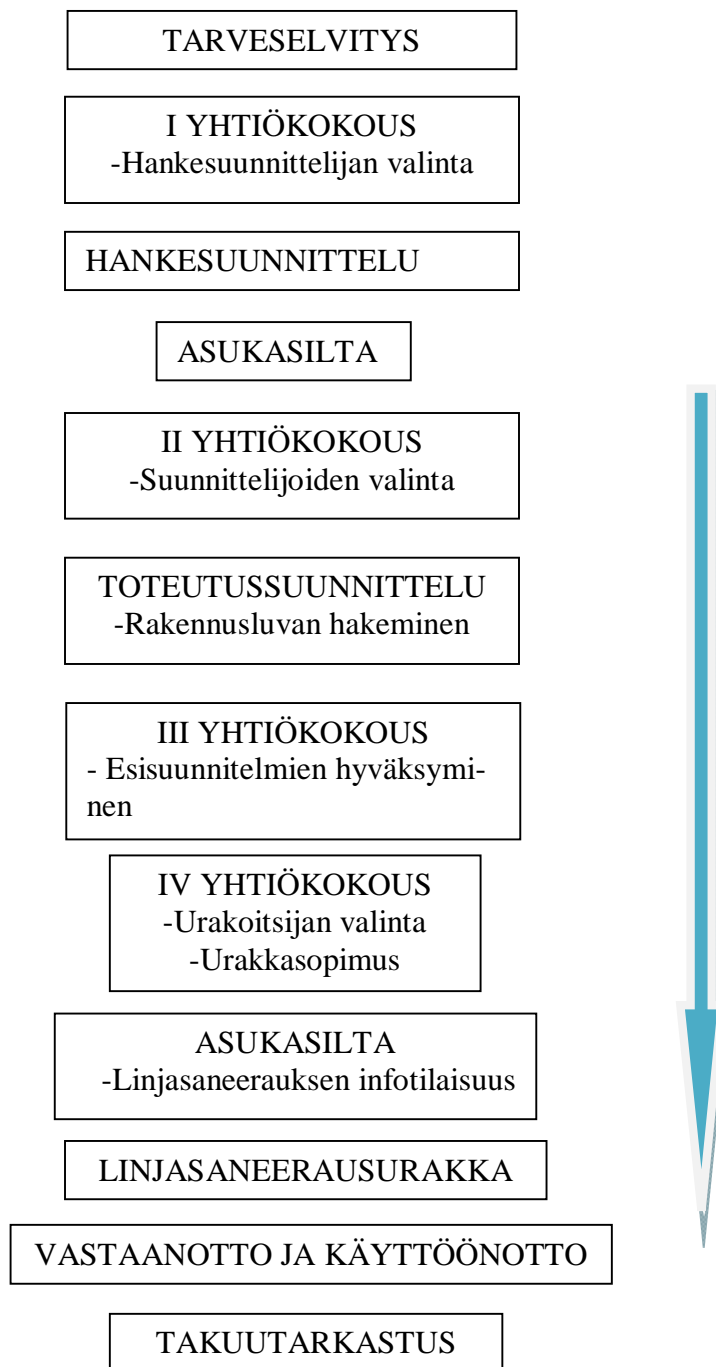 TARVESELVITYS
I YHTIÖKOKOUS
-Hankesuunnittelijan valinta
HANKESUUNNITTELU
ASUKASILTA
II YHTIÖKOKOUS
-Suunnittelijoiden valinta
TOTEUTUSSUUNNITTELU
-Rakennusluvan hakeminen
III YHTIÖKOKOUS
- Esisuunnitelmien hyväksymi-
nen
IV YHTIÖKOKOUS
-Urakoitsijan valinta
-Urakkasopimus
ASUKASILTA
-Linjasaneerauksen infotilaisuus
LINJASANEERAUSURAKKA
VASTAANOTTO JA KÄYTTÖÖNOTTO
TAKUUTARKASTUS